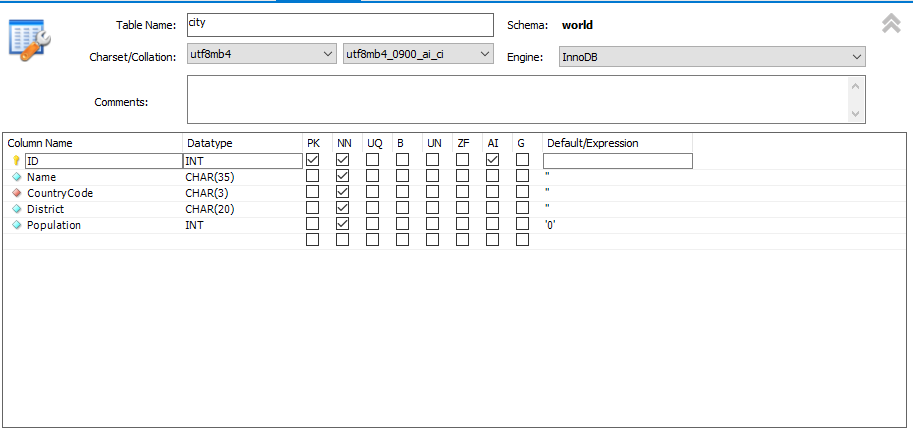 Table Name: city Schema: world
Charset/Collation: utf8mb4 utf8mb4_0900_ai_ci Engine: InnoDB
Comments:
Column Name Datatype PK NN UQ B UN ZF AI G Default/Expression
ID INT
Name CHAR(35) ''
CountryCode CHAR(3) ''
District CHAR(20) ''
Population INT '0'